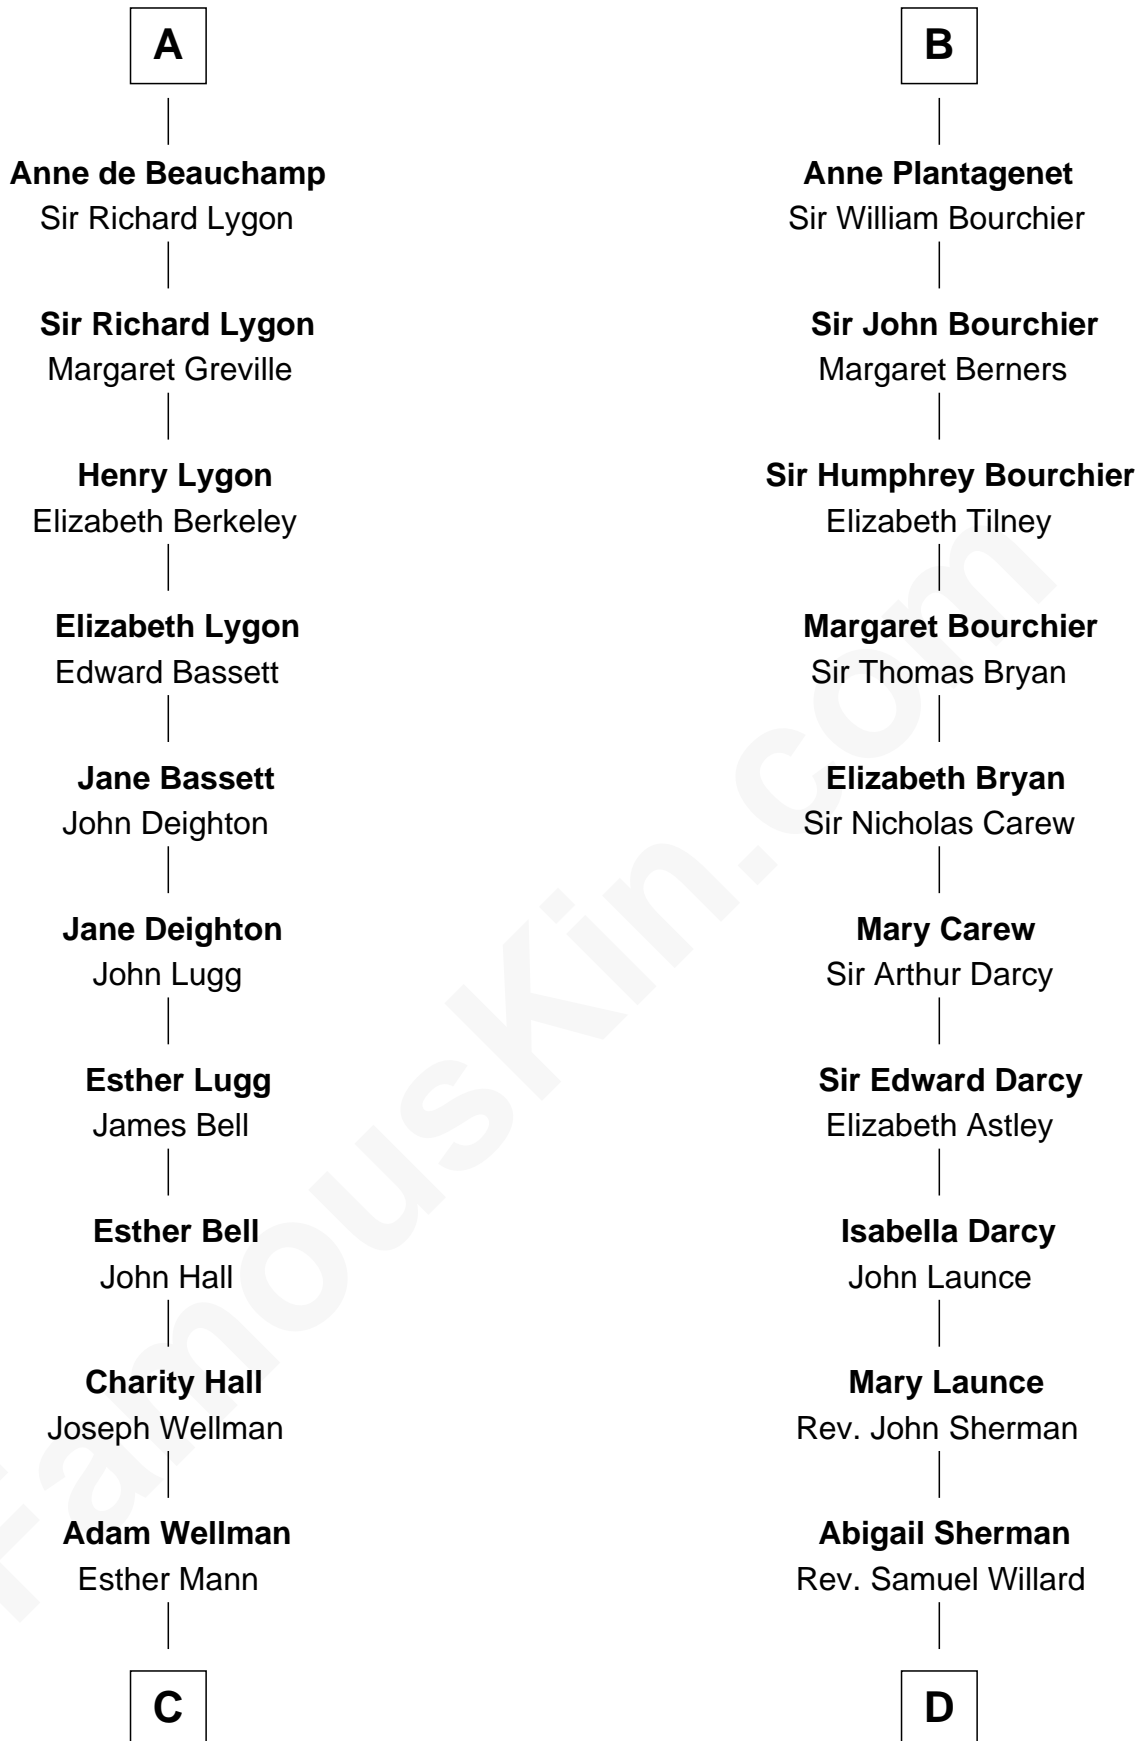 A
Anne de Beauchamp
Sir Richard Lygon
Sir Richard Lygon
Margaret Greville
Henry Lygon
Elizabeth Berkeley
Elizabeth Lygon
Edward Bassett
Jane Bassett
John Deighton
Jane Deighton
John Lugg
Esther Lugg
James Bell
Esther Bell
John Hall
Charity Hall
Joseph Wellman
Adam Wellman
Esther Mann
C
B
Anne Plantagenet
Sir William Bourchier
Sir John Bourchier
Margaret Berners
Sir Humphrey Bourchier
Elizabeth Tilney
Margaret Bourchier
Sir Thomas Bryan
Elizabeth Bryan
Sir Nicholas Carew
Mary Carew
Sir Arthur Darcy
Sir Edward Darcy
Elizabeth Astley
Isabella Darcy
John Launce
Mary Launce
Rev. John Sherman
Abigail Sherman
Rev. Samuel Willard
D
FamousKin.com